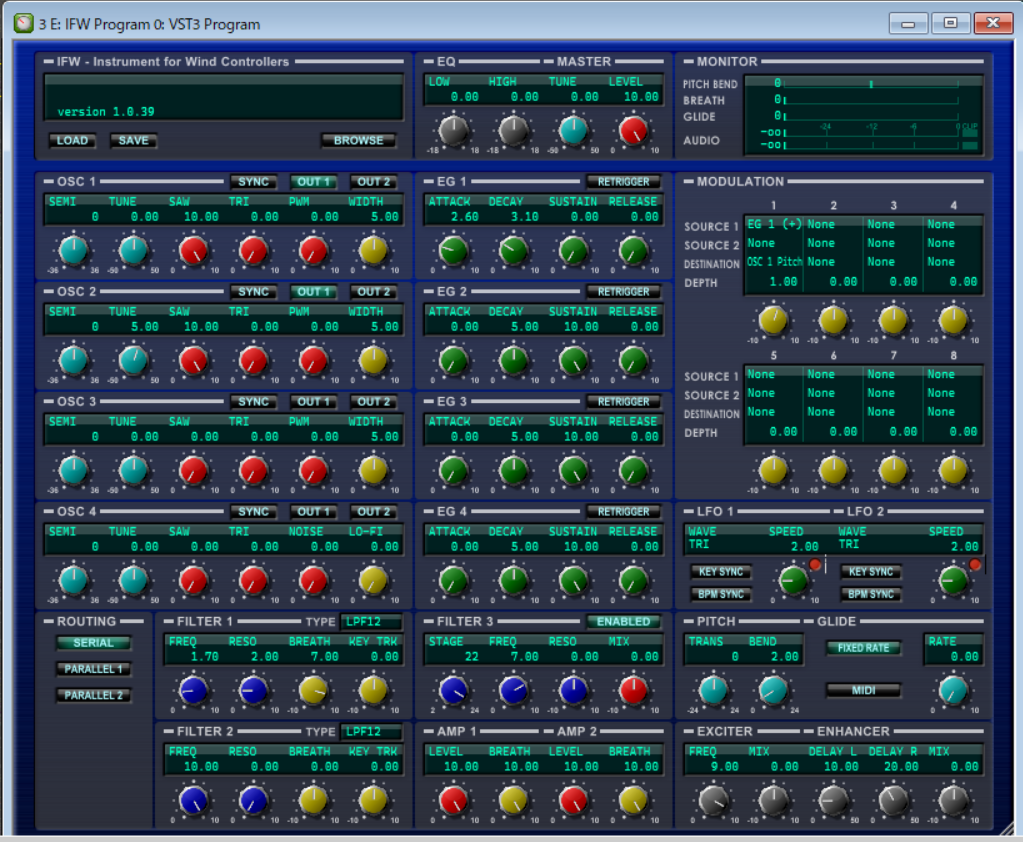 3 E: IFW Program 0: VST3 Program
IFW - Instrument for Wind Controllers
version 1.0.39
LOAD SAVE BROWSE
EQ MASTER
LOW HIGH TUNE LEVEL
0.00 0.00 0.00 10.00
-18 18 -18 18 -50 50 0 10
MONITOR
PITCH BEND 0
BREATH 0
GLIDE 0
-24 -12 -6 0 CLIP
AUDIO -oo
-oo
OSC 1 SYNC OUT 1 OUT 2
SEMI TUNE SAW TRI PWM WIDTH
0 0.00 10.00 0.00 0.00 5.00
-36 36 -50 50 0 10 0 10 0 10 0 10
EG 1 RETRIGGER
ATTACK DECAY SUSTAIN RELEASE
2.60 3.10 0.00 0.00
0 10 0 10 0 10 0 10
MODULATION
1 2 3 4
SOURCE 1 EG 1 (+) None None None
SOURCE 2 None None None None
DESTINATION OSC 1 Pitch None None None
DEPTH 1.00 0.00 0.00 0.00
-10 10 -10 10 -10 10 -10 10
5 6 7 8
SOURCE 1 None None None None
SOURCE 2 None None None None
DESTINATION None None None None
DEPTH 0.00 0.00 0.00 0.00
-10 10 -10 10 -10 10 -10 10
OSC 2 SYNC OUT 1 OUT 2
SEMI TUNE SAW TRI PWM WIDTH
0 5.00 10.00 0.00 0.00 5.00
-36 36 -50 50 0 10 0 10 0 10 0 10
EG 2 RETRIGGER
ATTACK DECAY SUSTAIN RELEASE
0.00 5.00 10.00 0.00
0 10 0 10 0 10 0 10
OSC 3 SYNC OUT 1 OUT 2
SEMI TUNE SAW TRI PWM WIDTH
0 0.00 0.00 0.00 0.00 5.00
-36 36 -50 50 0 10 0 10 0 10 0 10
EG 3 RETRIGGER
ATTACK DECAY SUSTAIN RELEASE
0.00 5.00 10.00 0.00
0 10 0 10 0 10 0 10
OSC 4 SYNC OUT 1 OUT 2
SEMI TUNE SAW TRI NOISE LO-FI
0 0.00 0.00 0.00 0.00 0.00
-36 36 -50 50 0 10 0 10 0 10 0 10
EG 4 RETRIGGER
ATTACK DECAY SUSTAIN RELEASE
0.00 5.00 10.00 0.00
0 10 0 10 0 10 0 10
LFO 1 LFO 2
WAVE SPEED WAVE SPEED
TRI 2.00 TRI 2.00
KEY SYNC KEY SYNC
BPM SYNC BPM SYNC
0 10 0 10
ROUTING
SERIAL
PARALLEL 1
PARALLEL 2
FILTER 1 TYPE LPF12
FREQ RESO BREATH KEY TRK
1.70 2.00 7.00 0.00
0 10 0 10 -10 10 -10 10
FILTER 3 ENABLED
STAGE FREQ RESO MIX
22 7.00 0.00 0.00
2 24 0 10 -10 10 -10 10
PITCH GLIDE
TRANS BEND RATE
0 2.00 0.00
FIXED RATE
MIDI
-24 24 0 24 0 10
FILTER 2 TYPE LPF12
FREQ RESO BREATH KEY TRK
10.00 0.00 0.00 0.00
0 10 0 10 -10 10 -10 10
AMP 1 AMP 2
LEVEL BREATH LEVEL BREATH
10.00 10.00 10.00 10.00
0 10 -10 10 0 10 -10 10
EXCITER ENHANCER
FREQ MIX DELAY L DELAY R MIX
9.00 0.00 10.00 20.00 0.00